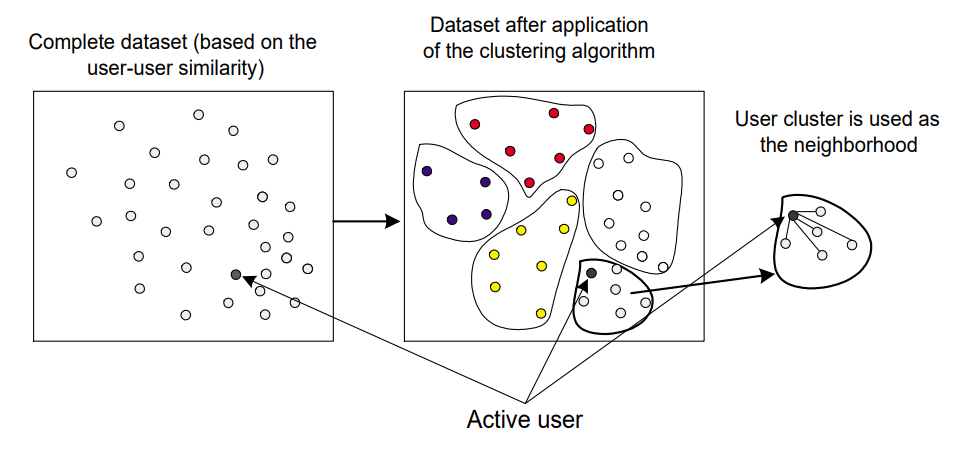 Complete dataset (based on the
user-user similarity)
Dataset after application
of the clustering algorithm
User cluster is used as
the neighborhood
Active user